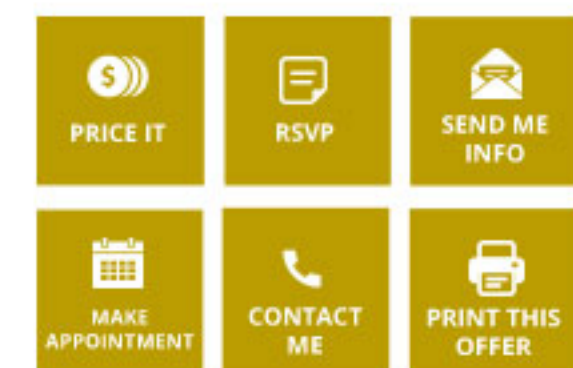 $
PRICE IT
RSVP
SEND ME
INFO
MAKE
APPOINTMENT
CONTACT
ME
PRINT THIS
OFFER